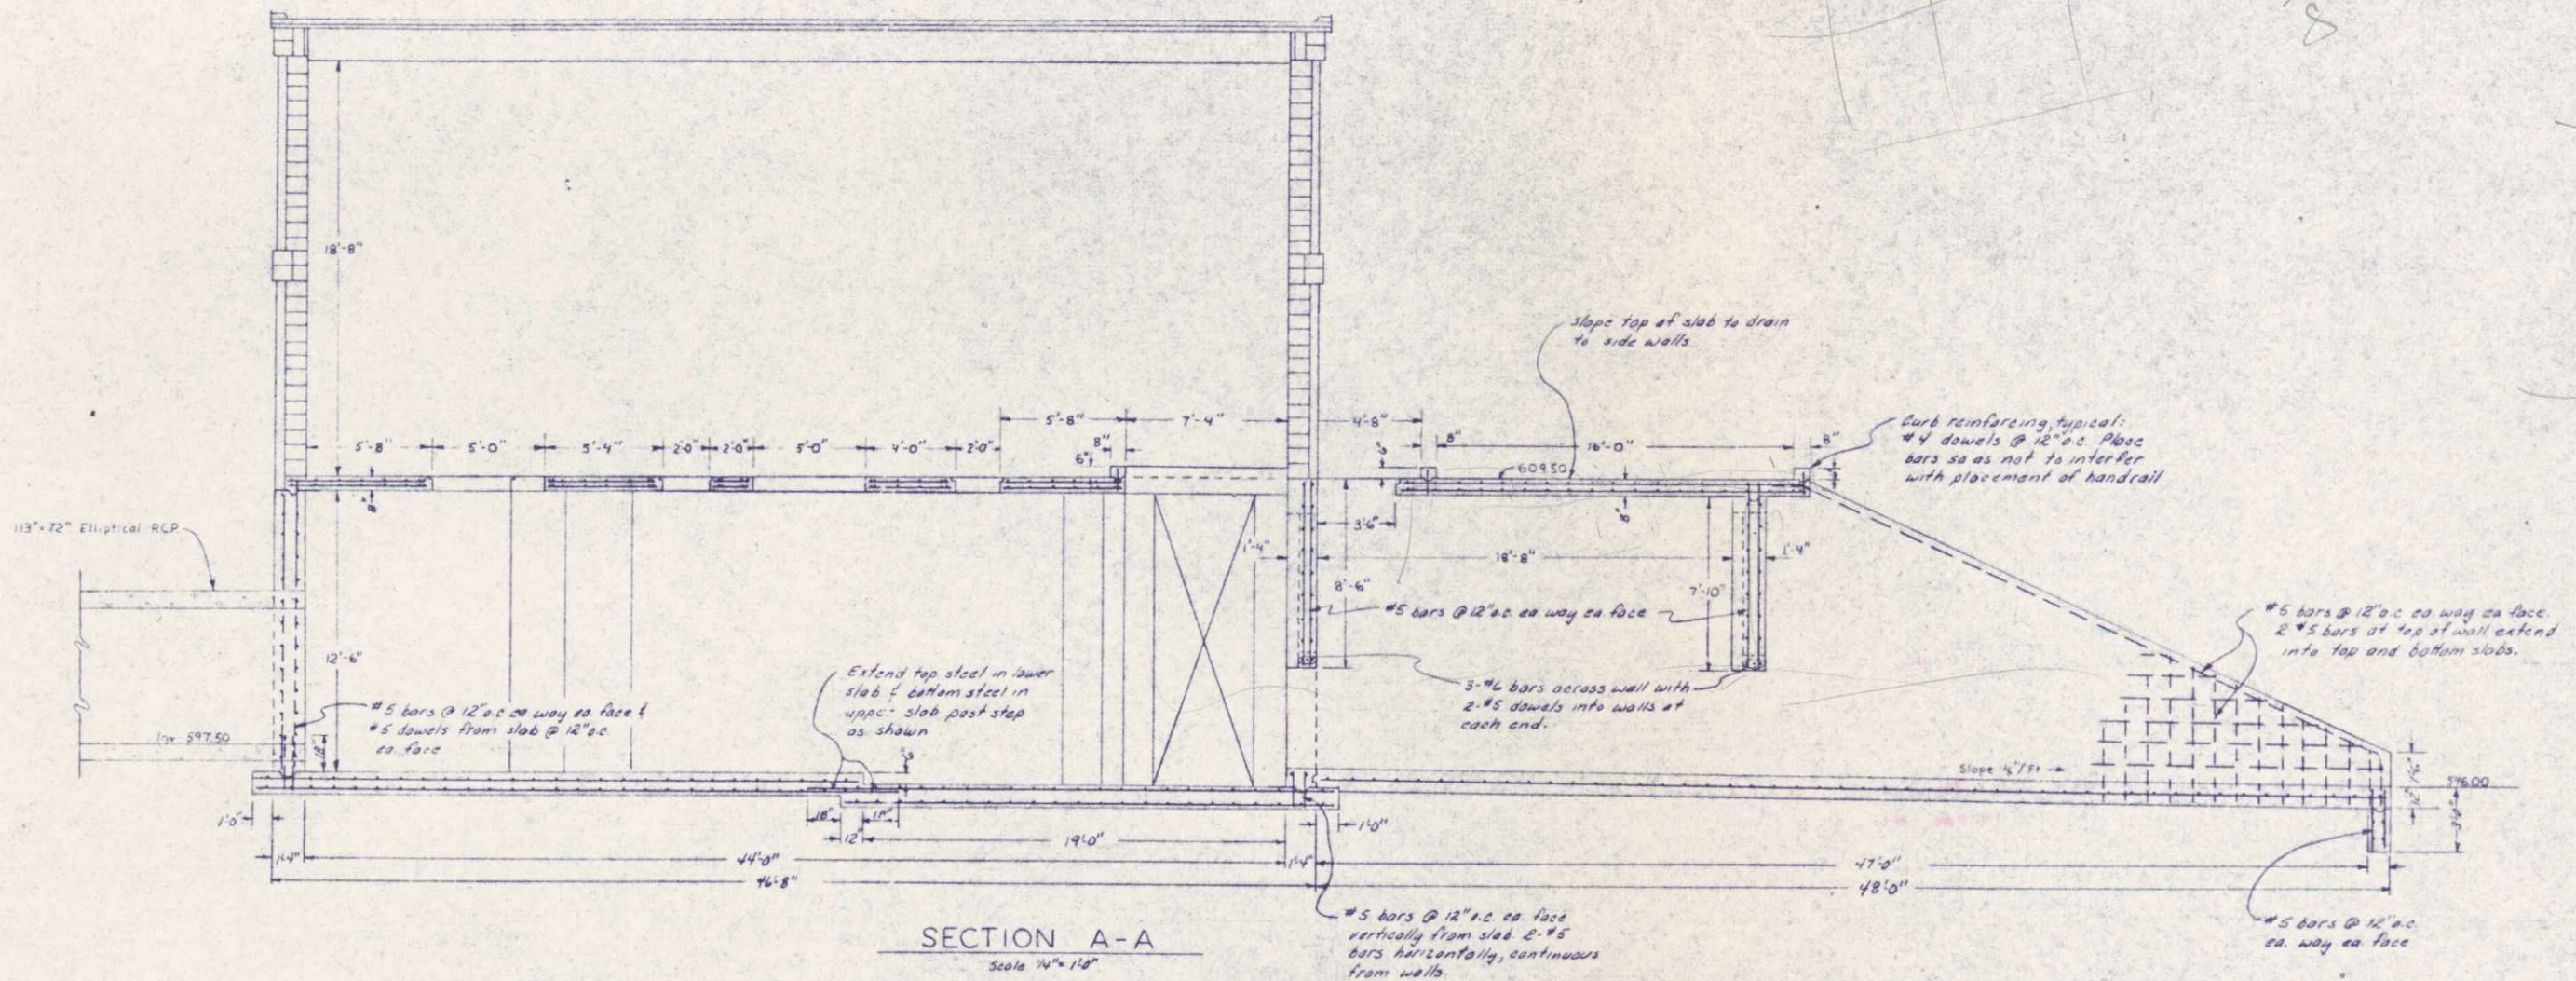 8
18'-8"
slope top of slab to drain
to side walls
5'-8"
7'-4"
4'-8"
5'-8"
5'-0"
5'-4"
2'-0"
2'-0"
5'-0"
4'-0"
2'-0"
8"
6"
8"
16'-0"
8"
Curb reinforcing, typical:
#4 dowels @ 12" o.c. Place
bars so as not to interfer
with placement of handrail
609.50
8"
8"
3'-6"
113" x 72" Elliptical RCP
1'-4"
18'-8"
1'-4"
8'-6"
7'-10"
#5 bars @ 12" o.c. ea. way ea. face
#5 bars @ 12" o.c. ea. way ea. face.
2 #5 bars at top of wall extend
into top and bottom slabs.
12'-6"
Extend top steel in lower
slab & bottom steel in
upper slab past step
as shown
3-#6 bars across wall with
2-#5 dowels into walls at
each end.
#5 bars @ 12" o.c. ea. way ea. face &
#5 dowels from slab @ 12" o.c.
ea. face
Inv. 597.50
18"
Slope 1/8"/Ft
596.00
1'-0"
18"
18"
12"
19'-0"
1'-0"
1'-4"
44'-0"
1'-4"
47'-0"
46'-8"
48'-0"
#5 bars @ 12" o.c. ea. face
vertically from slab. 2-#5
bars horizontally, continuous
from walls.
#5 bars @ 12" o.c.
ea. way ea. face
SECTION A-A
Scale 1/4" = 1'-0"